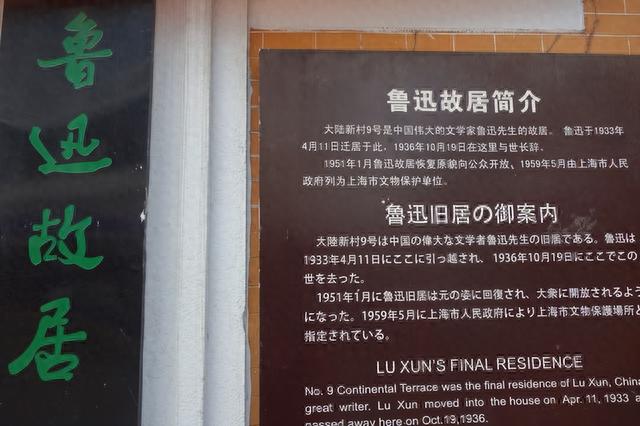 鲁迅故居
鲁迅故居简介
大陆新村9号是中国伟大的文学家鲁迅先生的故居。 鲁迅于1933年
4月11日迁居于此，1936年10月19日在这里与世长辞.
1951年1月鲁迅故居恢复原貌向公众开放、1959年5月由上海市人民
政府列为上海市文物保护单位。
魯迅旧居の御案内
大陸新村9号は中国の偉大な文学者魯迅先生の旧居である。魯迅は
1933年4月11日にここに引っ越され、1936年10月19日にここでこの
世を去った。
1951年1月に魯迅旧居は元の姿に回復され、大衆に開放されるよう
になった。1959年5月に上海市人民政府により上海市文物保護場所と
指定されている。
LU XUN'S FINAL RESIDENCE
No. 9 Continental Terrace was the final residence of Lu Xun, China
great writer. Lu Xun moved into the house on Apr. 11, 1933 a
passed away here on Oct.19,1936.